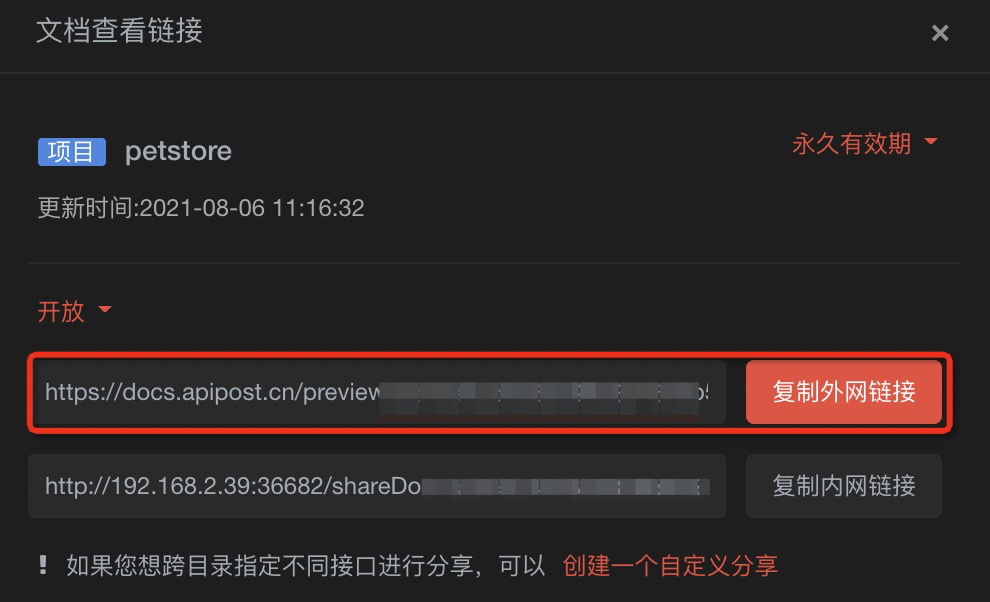 文档查看链接
项目 petstore
永久有效期
更新时间:2021-08-06 11:16:32
开放
https://docs.apipost.cn/preview
复制外网链接
http://192.168.2.39:36682/shareDo
复制内网链接
如果您想跨目录指定不同接口进行分享，可以 创建一个自定义分享